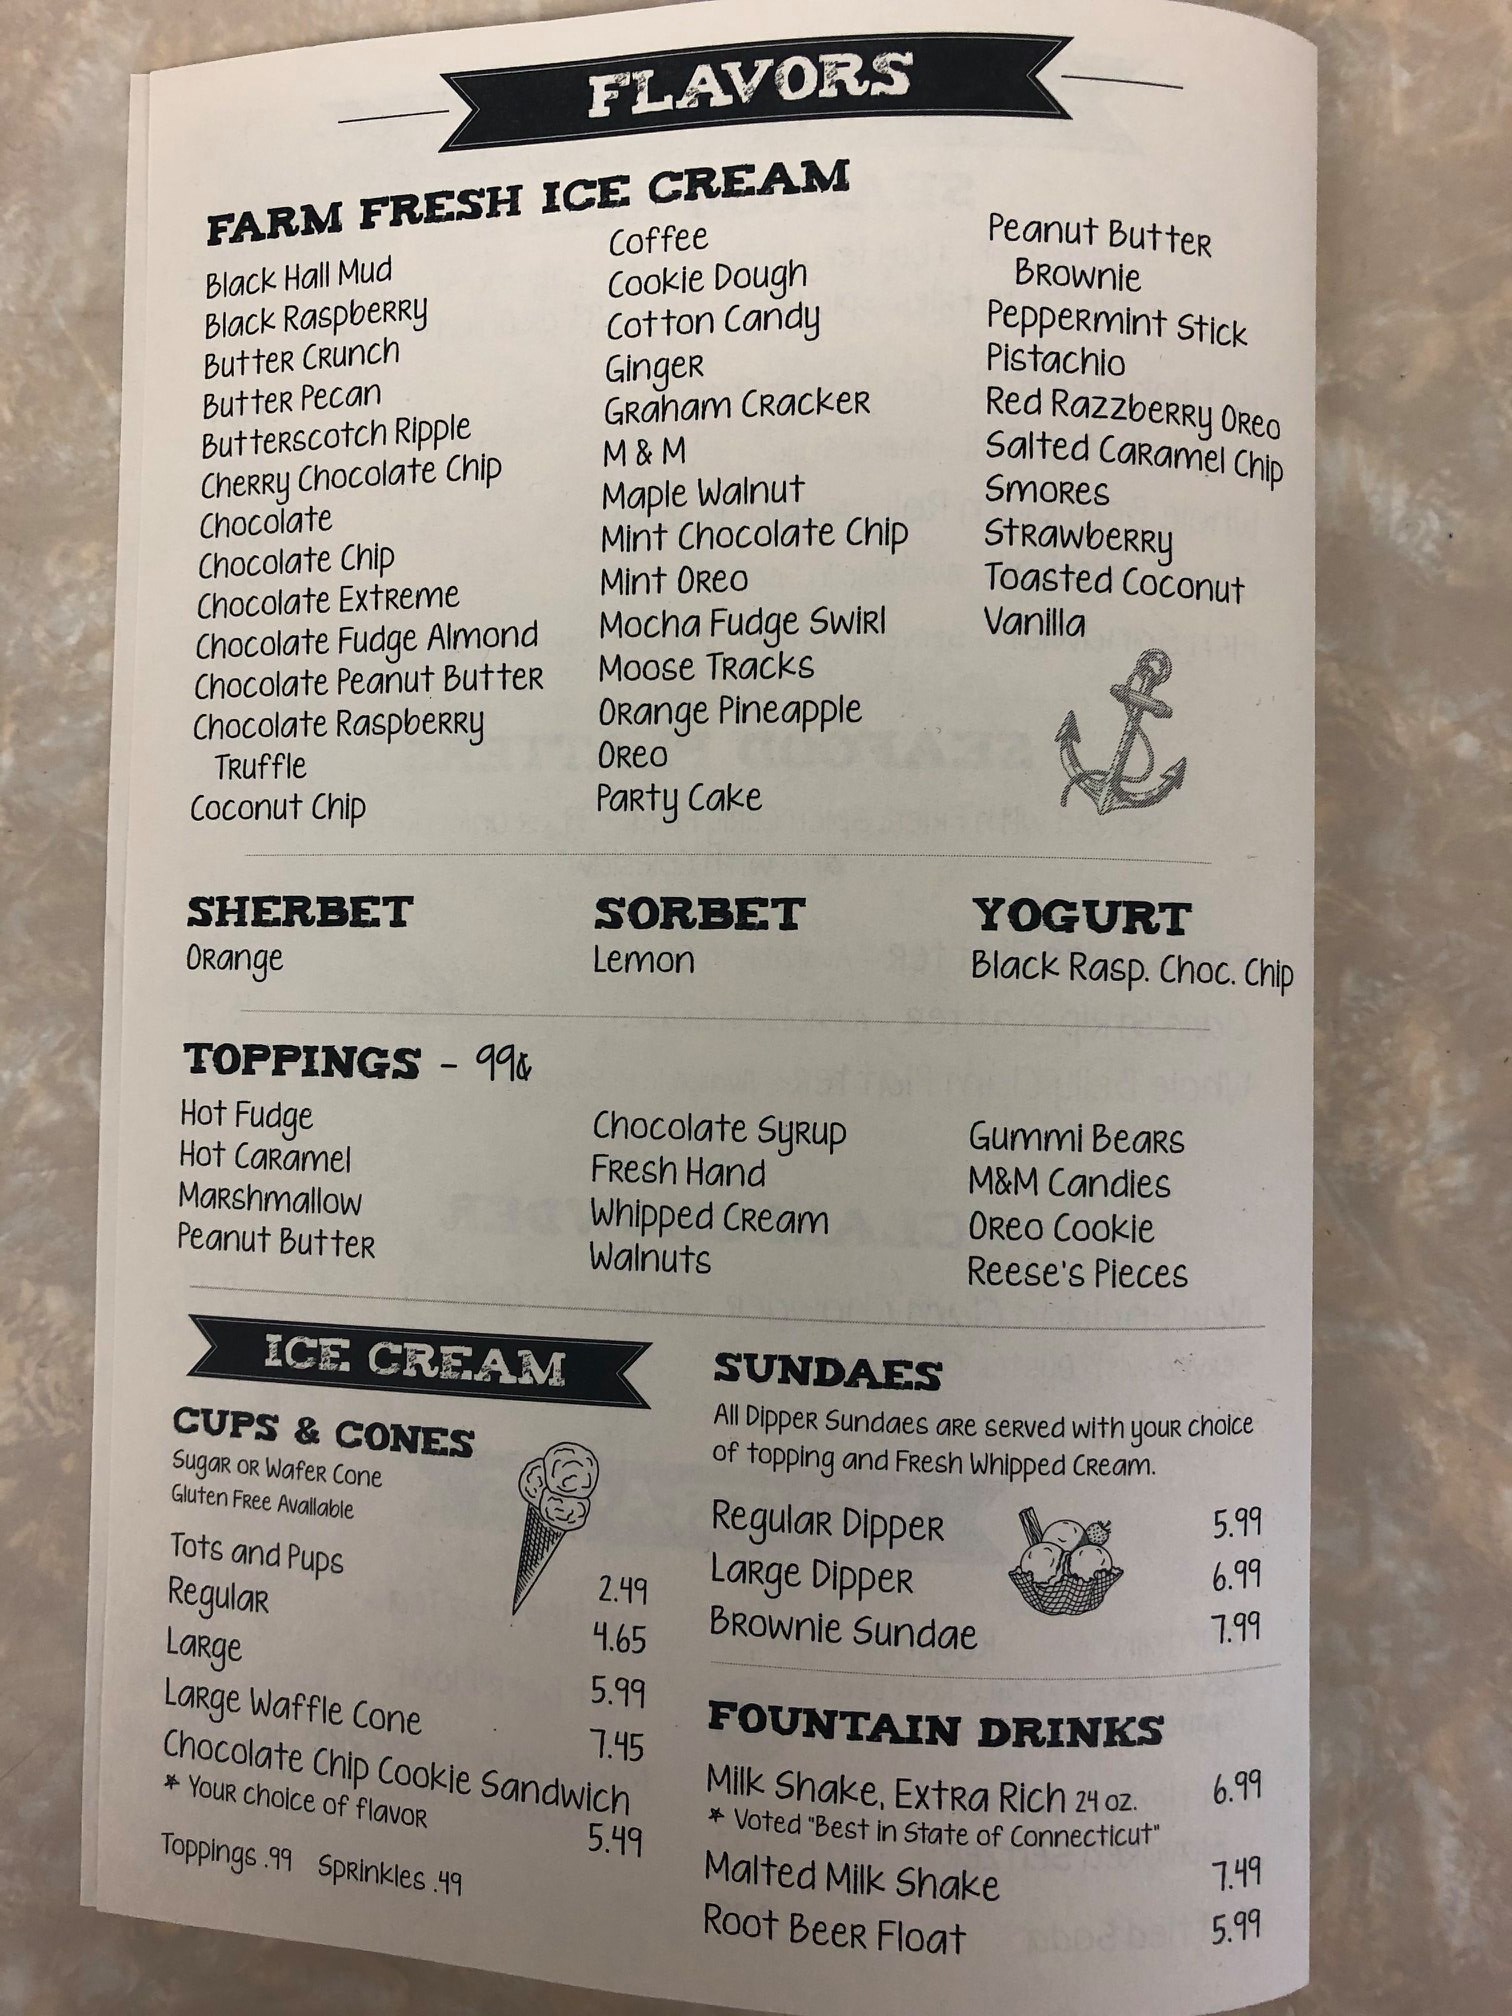 FLAVORS
FARM FRESH ICE CREAM
Black Hall Mud
Black Raspberry
Butter Crunch
Butter Pecan
Butterscotch Ripple
Cherry Chocolate Chip
Chocolate
Chocolate Chip
Chocolate Extreme
Chocolate Fudge Almond
Chocolate Peanut Butter
Chocolate Raspberry
Truffle
Coconut Chip
Coffee
Cookie Dough
Cotton Candy
Ginger
Graham Cracker
M & M
Maple Walnut
Mint Chocolate Chip
Mint Oreo
Mocha Fudge Swirl
Moose Tracks
Orange Pineapple
Oreo
Party Cake
Peanut Butter
Brownie
Peppermint Stick
Pistachio
Red Razzberry Oreo
Salted Caramel Chip
Smores
Strawberry
Toasted Coconut
Vanilla
SHERBET
Orange
SORBET
Lemon
YOGURT
Black Rasp. Choc. Chip
TOPPINGS - 99¢
Hot Fudge
Hot Caramel
Marshmallow
Peanut Butter
Chocolate Syrup
Fresh Hand
Whipped Cream
Walnuts
Gummi Bears
M&M Candies
Oreo Cookie
Reese's Pieces
ICE CREAM
CUPS & CONES
Sugar or Wafer Cone
Gluten Free Available
Tots and Pups 2.49
Regular 4.65
Large 5.99
Large Waffle Cone 7.45
Chocolate Chip Cookie Sandwich
* Your choice of flavor 5.49
Toppings .99 Sprinkles .49
SUNDAES
All Dipper Sundaes are served with your choice
of topping and Fresh Whipped Cream.
Regular Dipper 5.99
Large Dipper 6.99
Brownie Sundae 7.99
FOUNTAIN DRINKS
Milk Shake, Extra Rich 24 oz. 6.99
* Voted "Best in State of Connecticut"
Malted Milk Shake 7.49
Root Beer Float 5.99